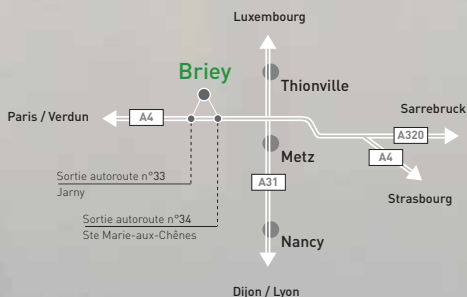 Luxembourg
Briey
Thionville
Paris / Verdun
A4
Sarrebruck
A320
Metz
A4
Sortie autoroute n°33
Jarny
A31
Strasbourg
Sortie autoroute n°34
Ste Marie-aux-Chênes
Nancy
Dijon / Lyon